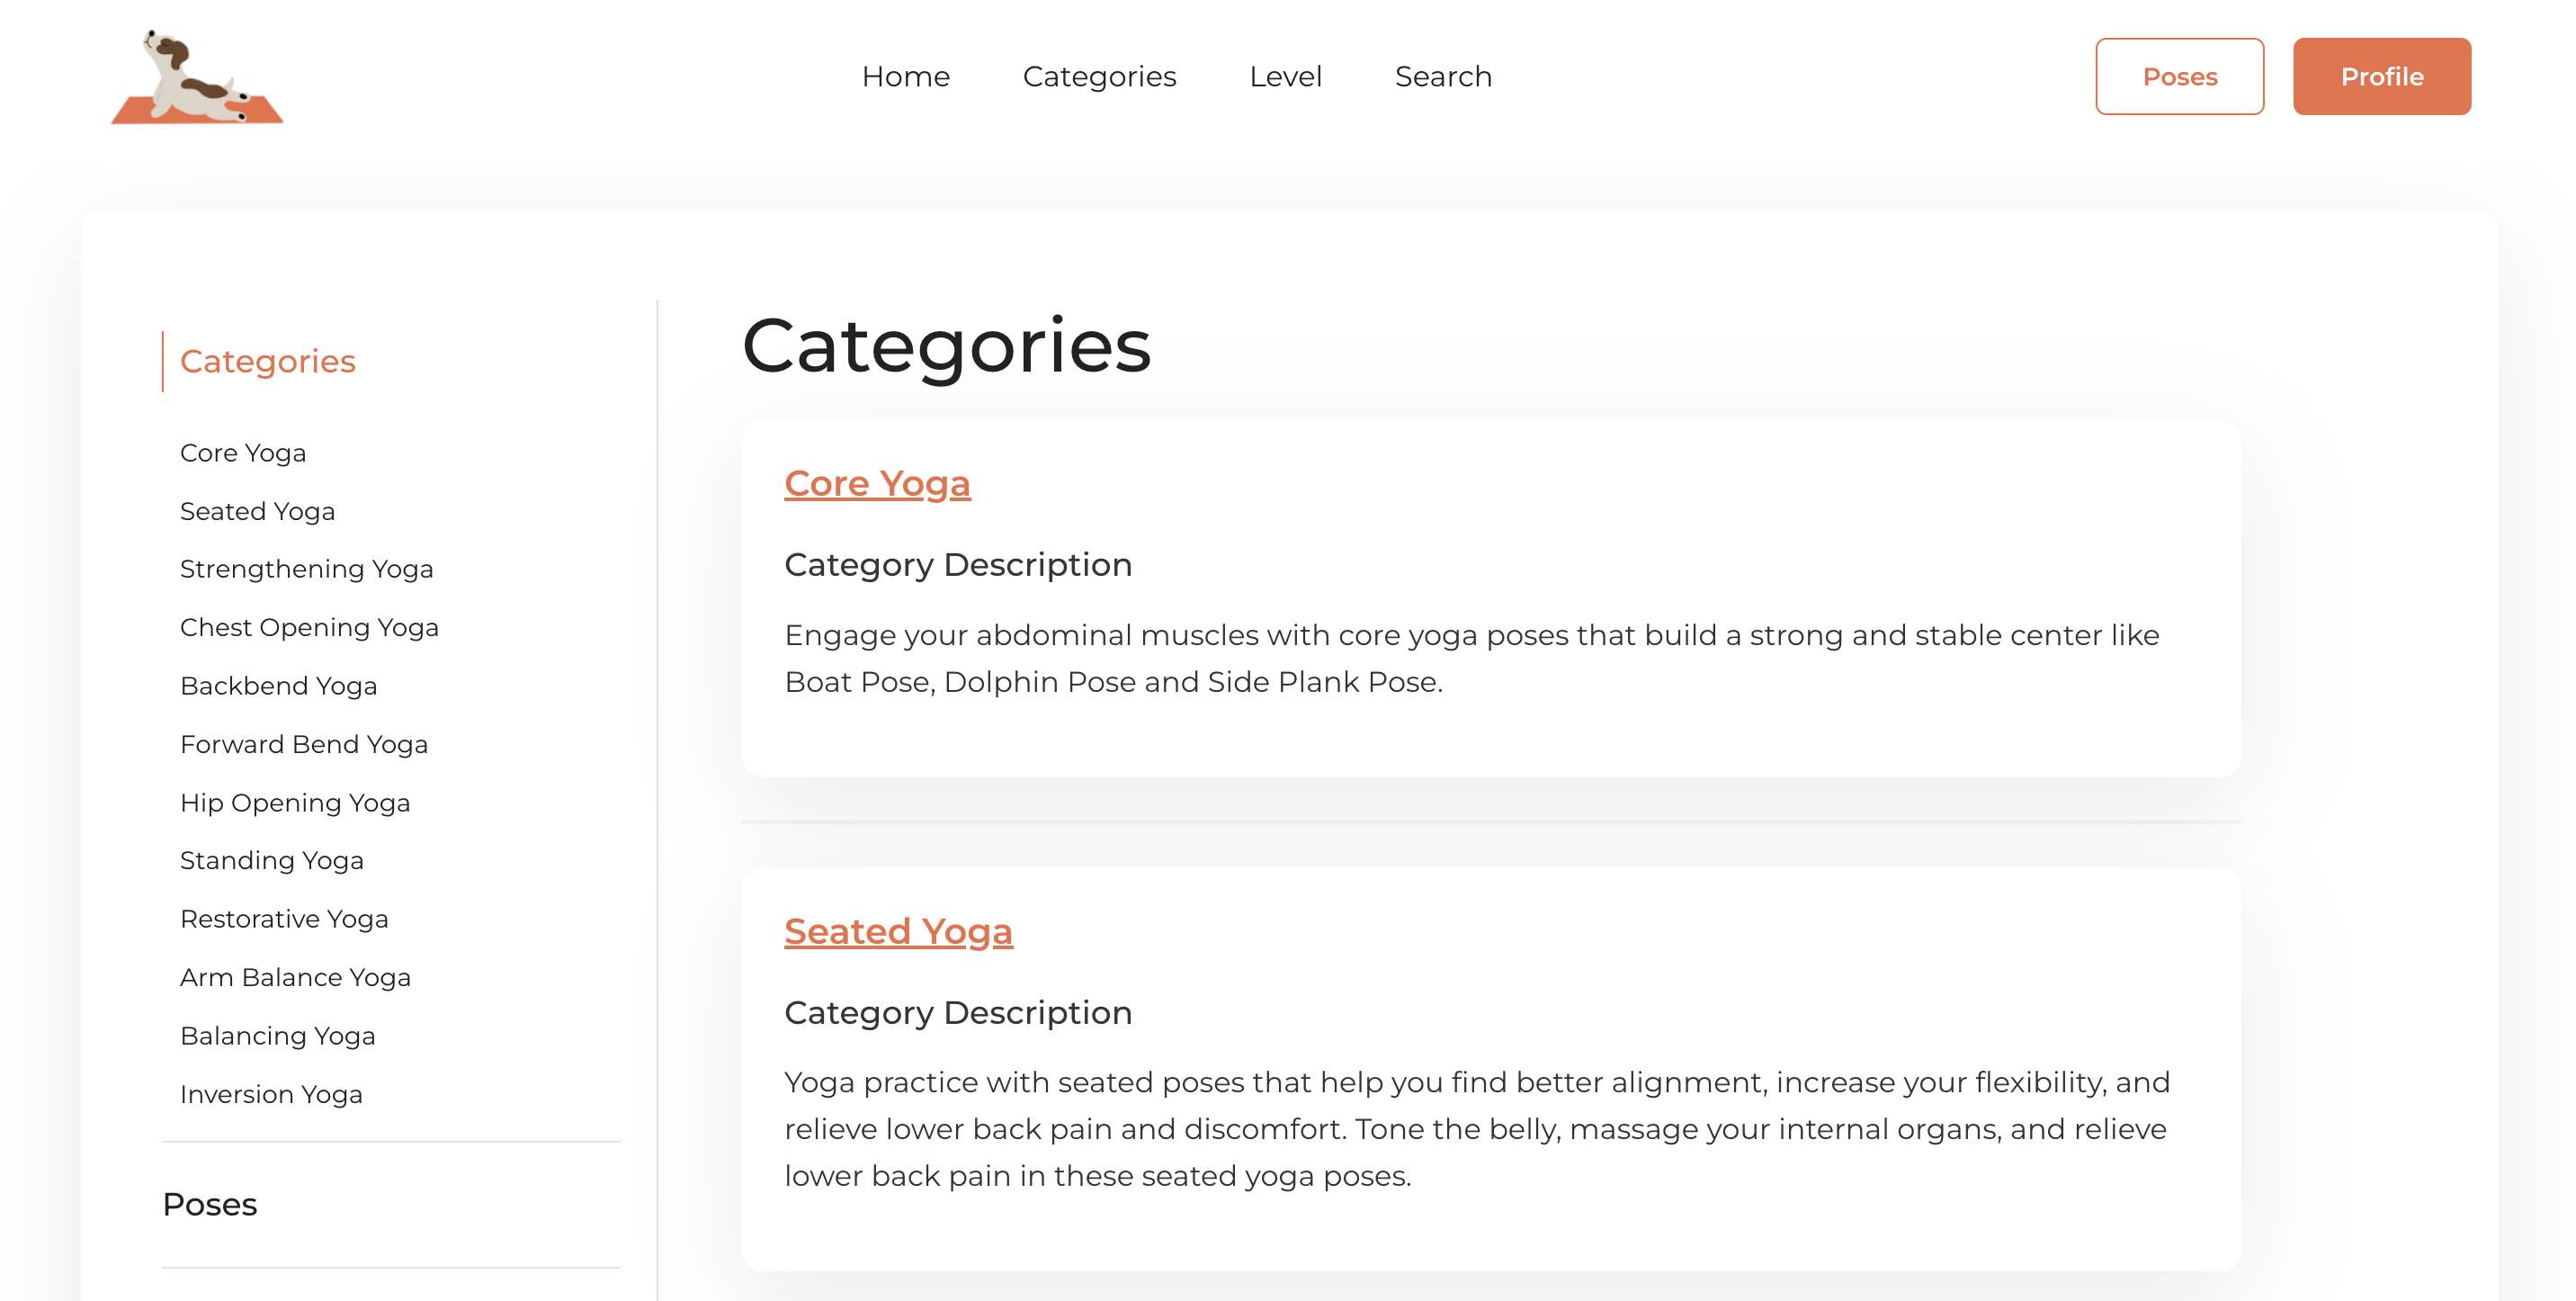 Home
Categories
Level
Search
Poses
Profile
Categories
Core Yoga
Seated Yoga
Strengthening Yoga
Chest Opening Yoga
Backbend Yoga
Forward Bend Yoga
Hip Opening Yoga
Standing Yoga
Restorative Yoga
Arm Balance Yoga
Balancing Yoga
Inversion Yoga
Poses
Categories
Core Yoga
Category Description
Engage your abdominal muscles with core yoga poses that build a strong and stable center like
Boat Pose, Dolphin Pose and Side Plank Pose.
Seated Yoga
Category Description
Yoga practice with seated poses that help you find better alignment, increase your flexibility, and
relieve lower back pain and discomfort. Tone the belly, massage your internal organs, and relieve
lower back pain in these seated yoga poses.